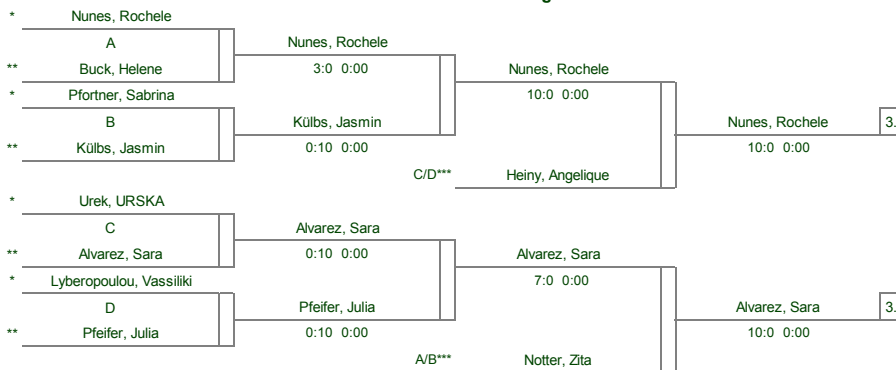 * Nunes, Rochele
A Nunes, Rochele
** Buck, Helene 3:0 0:00 Nunes, Rochele
* Pfortner, Sabrina 10:0 0:00
B Külbs, Jasmin Nunes, Rochele 3.
** Külbs, Jasmin 0:10 0:00 10:0 0:00
C/D*** Heiny, Angelique
* Urek, URSKA
C Alvarez, Sara
** Alvarez, Sara 0:10 0:00 Alvarez, Sara
* Lyberopoulou, Vassiliki 7:0 0:00
D Pfeifer, Julia Alvarez, Sara 3.
** Pfeifer, Julia 0:10 0:00 10:0 0:00
A/B*** Notter, Zita